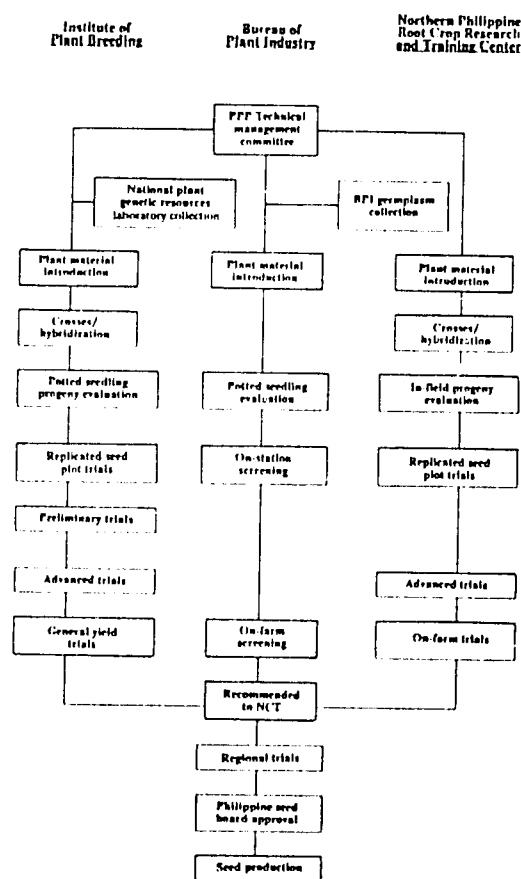 Institute of
Plant Breeding
Bureau of
Plant Industry
Northern Philippine
Root Crop Research
and Training Center
PPP Technical
management
committee
National plant
genetic resources
laboratory collection
BPI germplasm
collection
Plant material
introduction
Plant material
introduction
Plant material
introduction
Crosses/
hybridization
Crosses/
hybridization
Potted seedling
progeny evaluation
Potted seedling
evaluation
In-field progeny
evaluation
Replicated seed
plot trials
On-station
screening
Replicated seed
plot trials
Preliminary trials
Advanced trials
Advanced trials
General yield
trials
On-farm
screening
On-farm trials
Recommended
to NCT
Regional trials
Philippine seed
board approval
Seed production